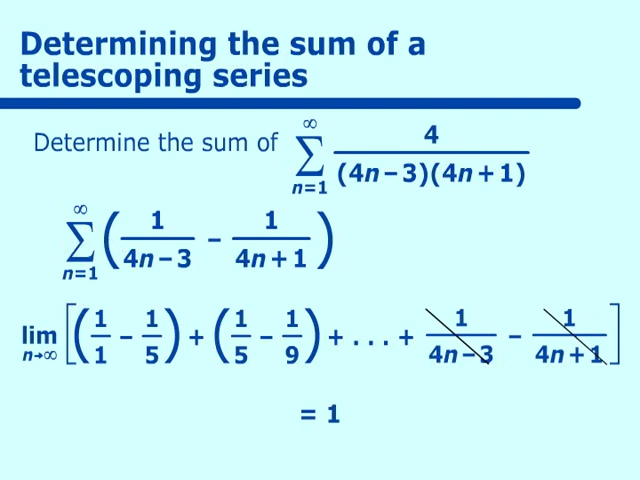 Determining the sum of a
telescoping series
Determine the sum of ∞ ∑ n=1 4 / (4n–3)(4n+1)
∞ ∑ n=1 ( 1 / 4n–3 – 1 / 4n+1 )
lim n→∞ [ ( 1/1 – 1/5 ) + ( 1/5 – 1/9 ) + . . . + 1 / 4n–3 – 1 / 4n+1 ]
= 1